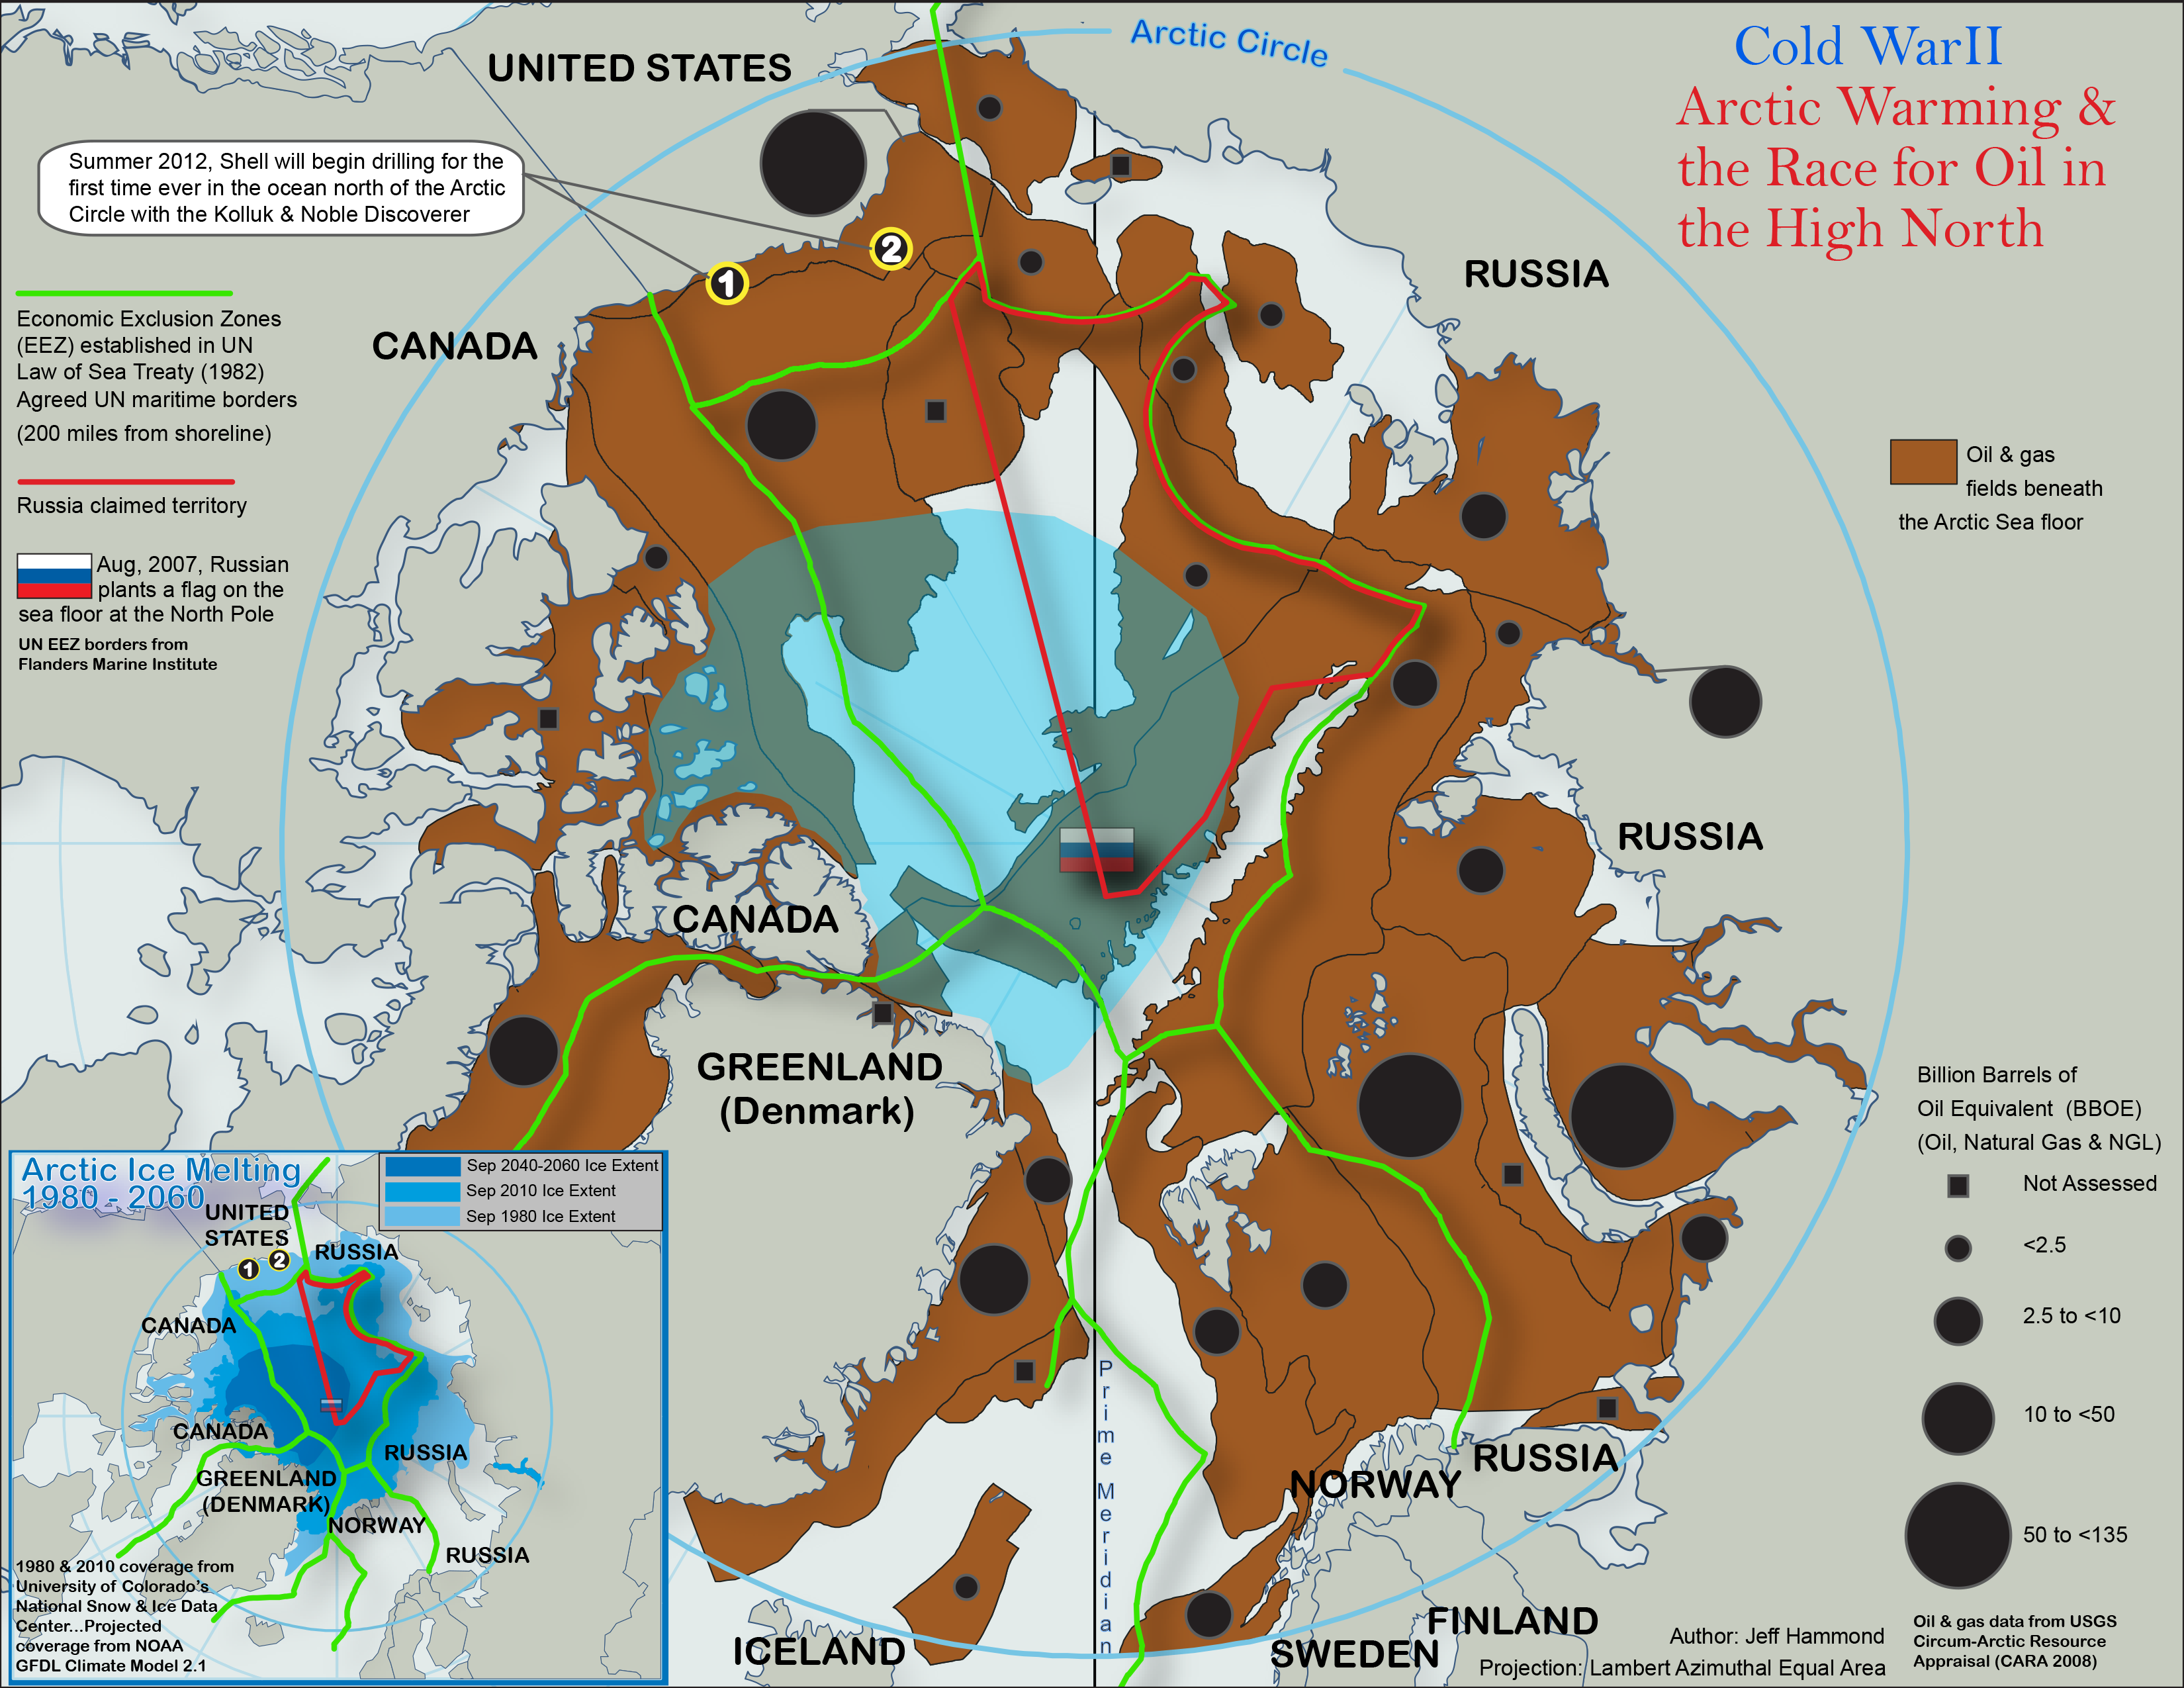 Cold WarII
Arctic Warming &
the Race for Oil in
the High North
Arctic Circle
UNITED STATES
Summer 2012, Shell will begin drilling for the
first time ever in the ocean north of the Arctic
Circle with the Kolluk & Noble Discoverer
1
2
CANADA
RUSSIA
Economic Exclusion Zones
(EEZ) established in UN
Law of Sea Treaty (1982)
Agreed UN maritime borders
(200 miles from shoreline)
Russia claimed territory
Aug, 2007, Russian
plants a flag on the
sea floor at the North Pole
UN EEZ borders from
Flanders Marine Institute
Oil & gas
fields beneath
the Arctic Sea floor
RUSSIA
CANADA
GREENLAND
(Denmark)
Billion Barrels of
Oil Equivalent (BBOE)
(Oil, Natural Gas & NGL)
Not Assessed
<2.5
2.5 to <10
10 to <50
50 to <135
Oil & gas data from USGS
Circum-Arctic Resource
Appraisal (CARA 2008)
Prime Meridian
NORWAY
RUSSIA
FINLAND
SWEDEN
ICELAND
Author: Jeff Hammond
Projection: Lambert Azimuthal Equal Area
Arctic Ice Melting
1980 - 2060
Sep 2040-2060 Ice Extent
Sep 2010 Ice Extent
Sep 1980 Ice Extent
UNITED
STATES
1
2
RUSSIA
CANADA
CANADA
RUSSIA
GREENLAND
(DENMARK)
NORWAY
RUSSIA
1980 & 2010 coverage from
University of Colorado's
National Snow & Ice Data
Center...Projected
coverage from NOAA
GFDL Climate Model 2.1